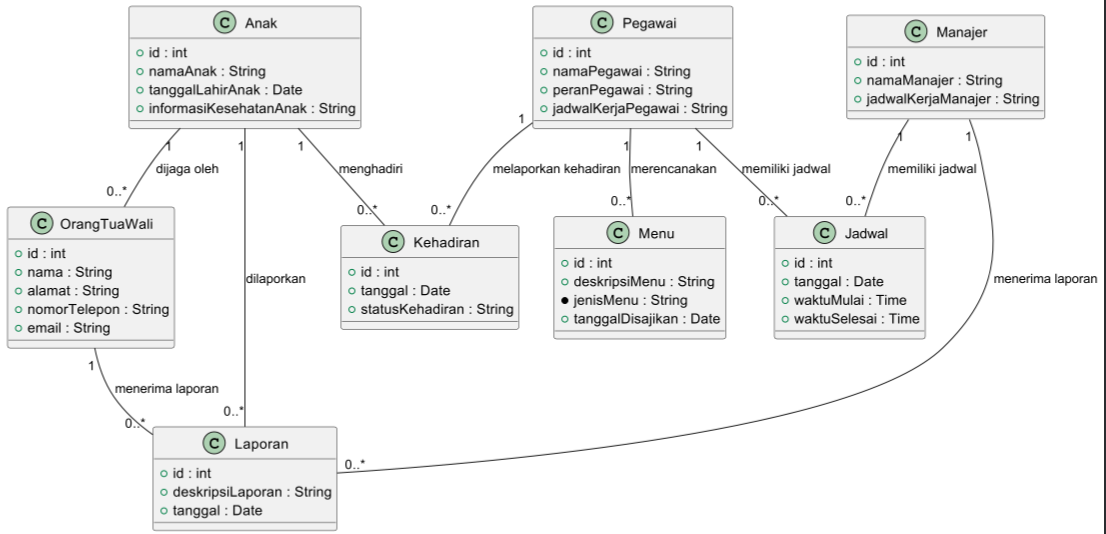 C Anak
id : int
namaAnak : String
tanggalLahirAnak : Date
informasiKesehatanAnak : String
C Pegawai
id : int
namaPegawai : String
peranPegawai : String
jadwalKerjaPegawai : String
C Manajer
id : int
namaManajer : String
jadwalKerjaManajer : String
1
dijaga oleh
0..*
1
dilaporkan
0..*
1
menghadiri
0..*
1
melaporkan kehadiran
0..*
1
merencanakan
0..*
1
memiliki jadwal
0..*
1
memiliki jadwal
0..*
1
menerima laporan
0..*
C OrangTuaWali
id : int
nama : String
alamat : String
nomorTelepon : String
email : String
C Kehadiran
id : int
tanggal : Date
statusKehadiran : String
C Menu
id : int
deskripsiMenu : String
jenisMenu : String
tanggalDisajikan : Date
C Jadwal
id : int
tanggal : Date
waktuMulai : Time
waktuSelesai : Time
1
menerima laporan
0..*
C Laporan
id : int
deskripsiLaporan : String
tanggal : Date